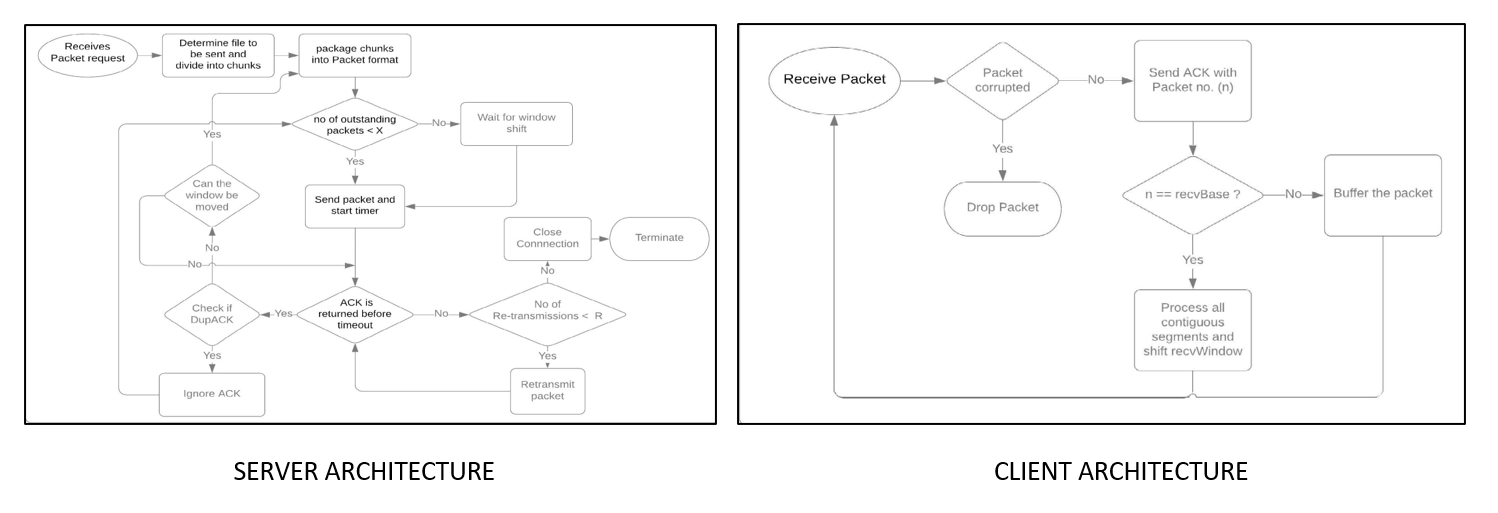 Receives
Packet request
Determine file to
be sent and
divide into chunks
package chunks
into Packet format
no of outstanding
packets < X
No
Wait for window
shift
Yes
Yes
Can the
window be
moved
Send packet and
start timer
Close
Connnection
Terminate
No
No
No
Check if
DupACK
Yes
ACK is
returned before
timeout
No
No of
Re-transmissions < R
Yes
Yes
Ignore ACK
Retransmit
packet
SERVER ARCHITECTURE
Receive Packet
Packet
corrupted
No
Send ACK with
Packet no. (n)
Yes
Drop Packet
n == recvBase ?
No
Buffer the packet
Yes
Process all
contiguous
segments and
shift recvWindow
CLIENT ARCHITECTURE